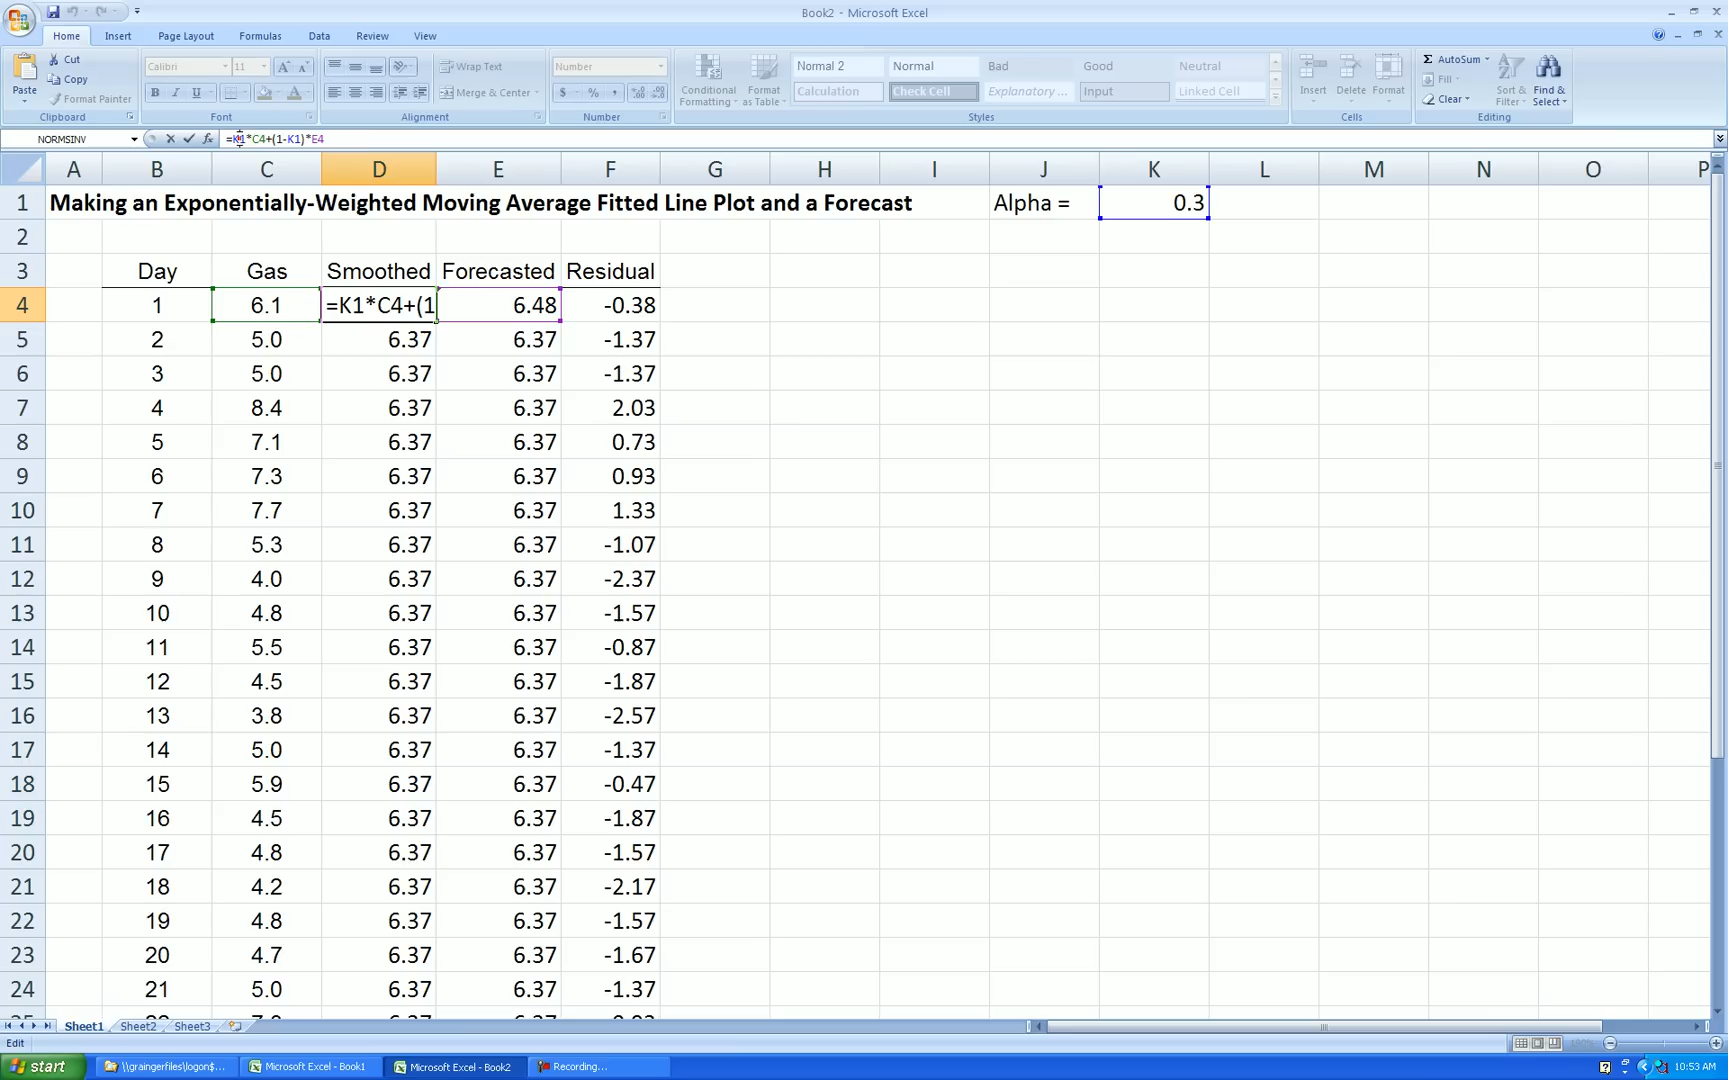 Book2 - Microsoft Excel
Home Insert Page Layout Formulas Data Review View
Paste
Cut
Copy
Format Painter
Clipboard
Calibri 11
B I U
Font
Wrap Text
Merge & Center
Alignment
Number
$ % ,
Number
Conditional Formatting
Format as Table
Normal 2 Normal Bad Good Neutral
Calculation Check Cell Explanatory ... Input Linked Cell
Styles
Insert Delete Format
Cells
Σ AutoSum
Fill
Clear
Sort & Filter
Find & Select
Editing
NORMSINV fx =K1*C4+(1-K1)*E4
A B C D E F G H I J K L M N O P
1 Making an Exponentially-Weighted Moving Average Fitted Line Plot and a Forecast Alpha = 0.3
2
3 Day Gas Smoothed Forecasted Residual
4 1 6.1 =K1*C4+(1 6.48 -0.38
5 2 5.0 6.37 6.37 -1.37
6 3 5.0 6.37 6.37 -1.37
7 4 8.4 6.37 6.37 2.03
8 5 7.1 6.37 6.37 0.73
9 6 7.3 6.37 6.37 0.93
10 7 7.7 6.37 6.37 1.33
11 8 5.3 6.37 6.37 -1.07
12 9 4.0 6.37 6.37 -2.37
13 10 4.8 6.37 6.37 -1.57
14 11 5.5 6.37 6.37 -0.87
15 12 4.5 6.37 6.37 -1.87
16 13 3.8 6.37 6.37 -2.57
17 14 5.0 6.37 6.37 -1.37
18 15 5.9 6.37 6.37 -0.47
19 16 4.5 6.37 6.37 -1.87
20 17 4.8 6.37 6.37 -1.57
21 18 4.2 6.37 6.37 -2.17
22 19 4.8 6.37 6.37 -1.57
23 20 4.7 6.37 6.37 -1.67
24 21 5.0 6.37 6.37 -1.37
Sheet1 Sheet2 Sheet3
Edit
start \\graingerfiles\logon$... Microsoft Excel - Book1 Microsoft Excel - Book2 Recording... 10:53 AM